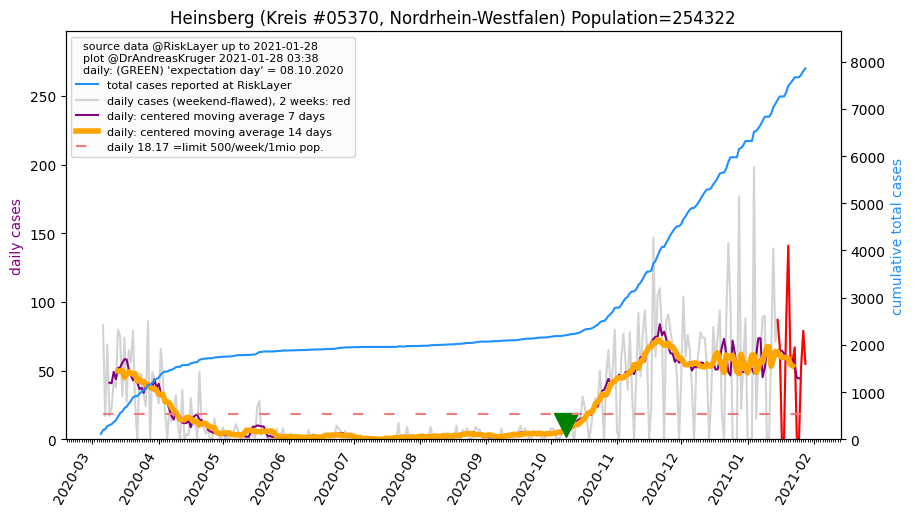 Heinsberg (Kreis #05370, Nordrhein-Westfalen) Population=254322
source data @RiskLayer up to 2021-01-28
plot @DrAndreasKruger 2021-01-28 03:38
daily: (GREEN) 'expectation day' = 08.10.2020
total cases reported at RiskLayer
daily cases (weekend-flawed), 2 weeks: red
daily: centered moving average 7 days
daily: centered moving average 14 days
daily 18.17 =limit 500/week/1mio pop.
daily cases
250
200
150
100
50
0
8000
7000
6000
5000
4000
3000
2000
1000
0
cumulative total cases
2020-03
2020-04
2020-05
2020-06
2020-07
2020-08
2020-09
2020-10
2020-11
2020-12
2021-01
2021-02